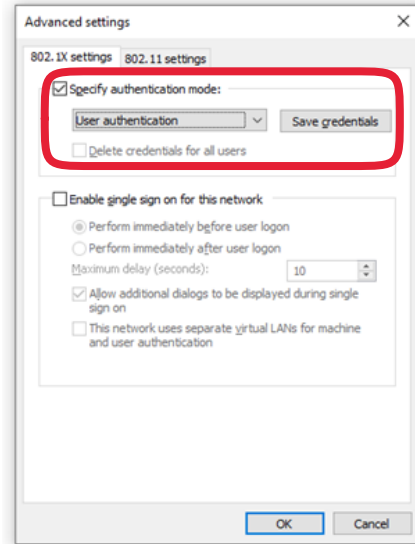 Advanced settings
802.1X settings 802.11 settings
Specify authentication mode:
User authentication Save credentials
Delete credentials for all users
Enable single sign on for this network
Perform immediately before user logon
Perform immediately after user logon
Maximum delay (seconds): 10
Allow additional dialogs to be displayed during single
sign on
This network uses separate virtual LANs for machine
and user authentication
OK Cancel